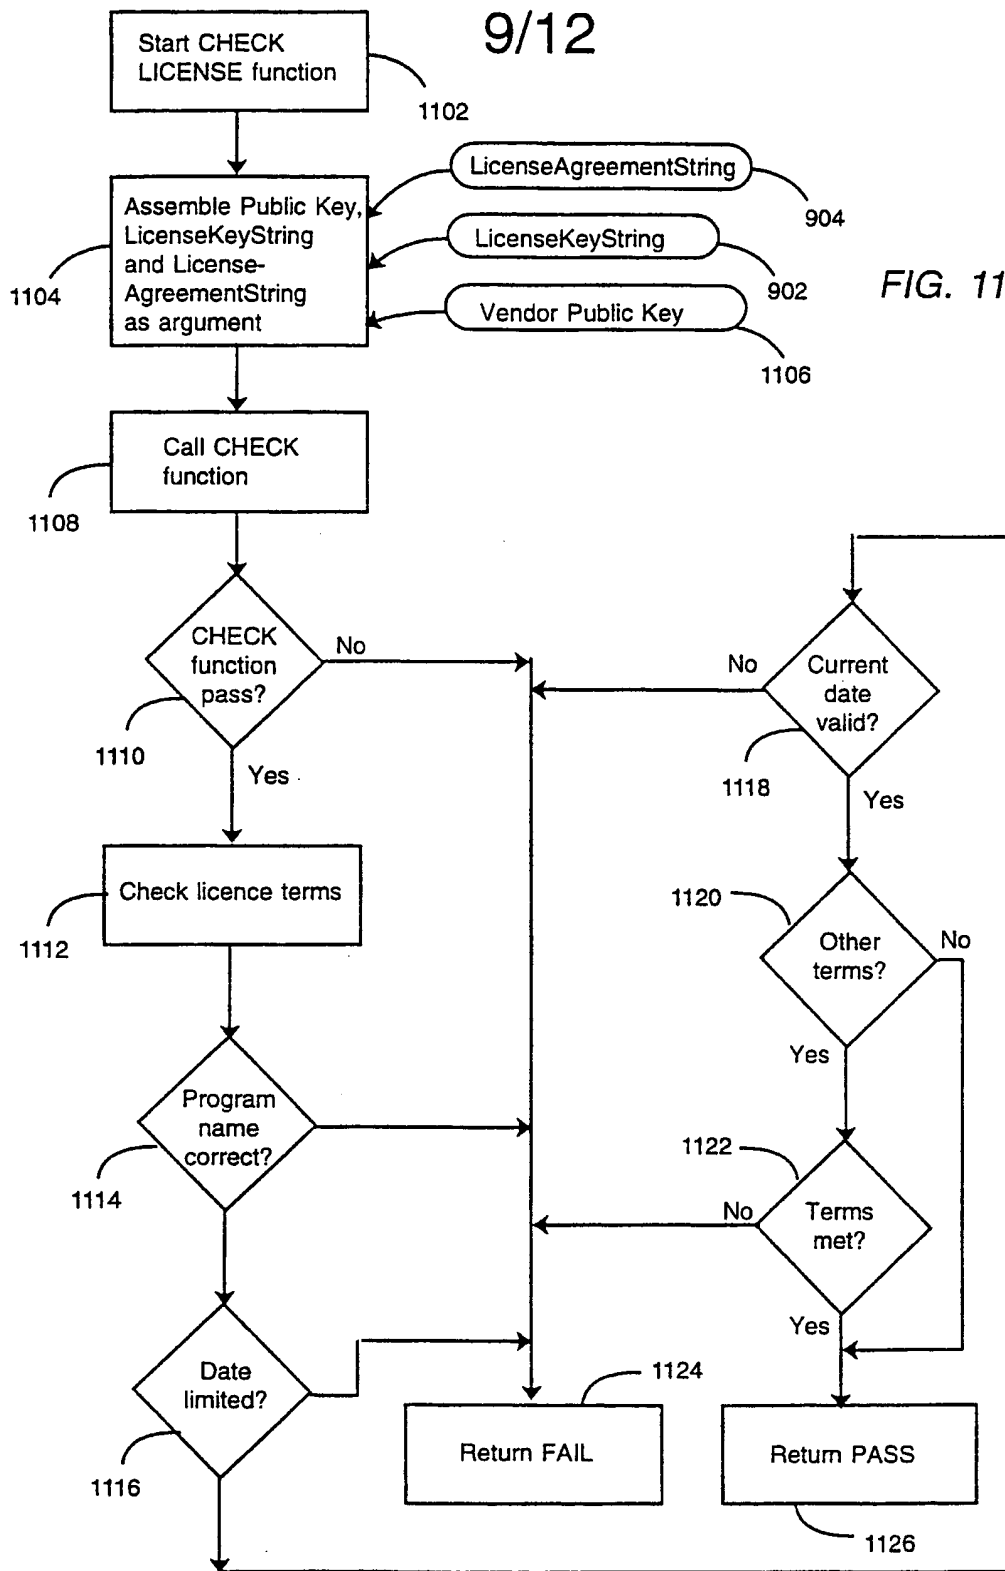 9/12
Start CHECK
LICENSE function
1102
Assemble Public Key,
LicenseKeyString
and License-
AgreementString
as argument
1104
LicenseAgreementString
904
LicenseKeyString
902
Vendor Public Key
1106
FIG. 11
Call CHECK
function
1108
CHECK
function
pass?
No
1110
Yes
Check licence terms
1112
Program
name
correct?
1114
Date
limited?
1116
Current
date
valid?
No
1118
Yes
1120
Other
terms?
No
Yes
1122
Terms
met?
No
Yes
1124
Return FAIL
Return PASS
1126